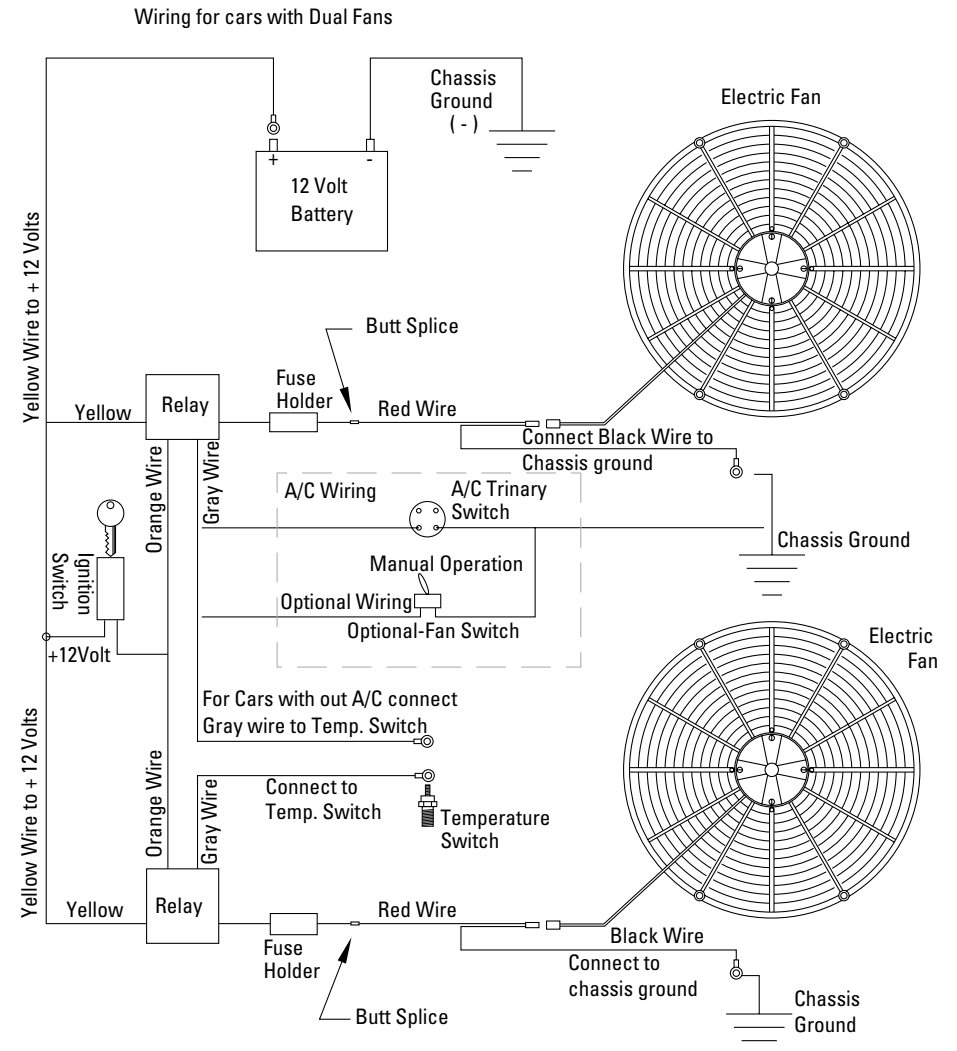 Wiring for cars with Dual Fans
Chassis
Ground
( - )
Electric Fan
+
-
12 Volt
Battery
Yellow Wire to + 12 Volts
Butt Splice
Fuse
Holder
Yellow
Relay
Red Wire
Connect Black Wire to
Chassis ground
Orange Wire
Gray Wire
A/C Wiring
A/C Trinary
Switch
Chassis Ground
Manual Operation
Ignition
Switch
Optional Wiring
Optional-Fan Switch
+12Volt
Electric
Fan
For Cars with out A/C connect
Gray wire to Temp. Switch
Yellow Wire to + 12 Volts
Orange Wire
Gray Wire
Connect to
Temp. Switch
Temperature
Switch
Yellow
Relay
Red Wire
Fuse
Holder
Black Wire
Connect to
chassis ground
Butt Splice
Chassis
Ground